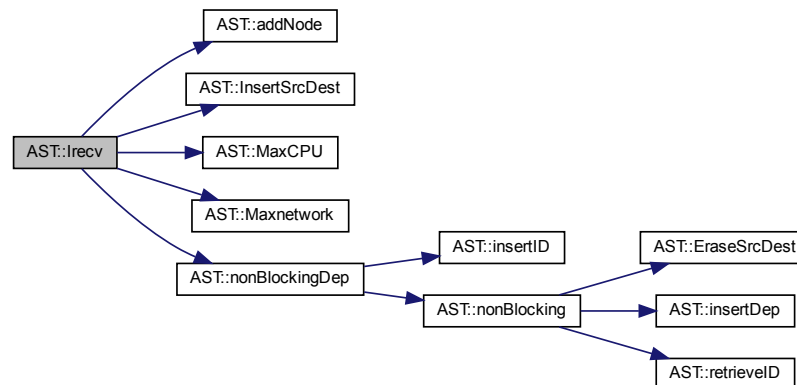 AST::addNode
AST::InsertSrcDest
AST::Irecv
AST::MaxCPU
AST::Maxnetwork
AST::nonBlockingDep
AST::insertID
AST::nonBlocking
AST::EraseSrcDest
AST::insertDep
AST::retrieveID